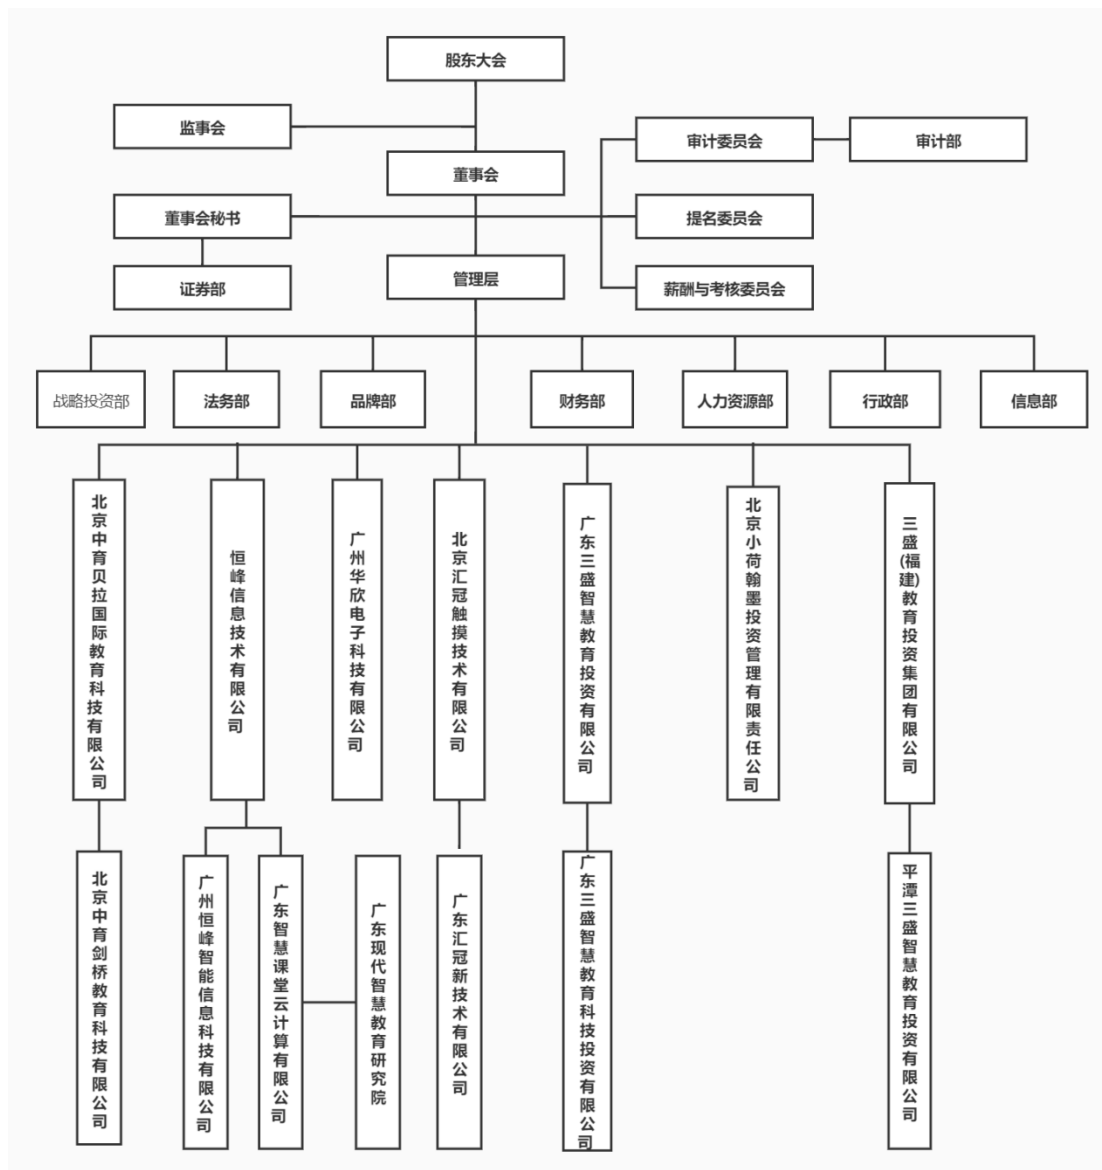 股东大会
监事会
审计委员会
审计部
董事会
董事会秘书
提名委员会
管理层
证券部
薪酬与考核委员会
战略投资部
法务部
品牌部
财务部
人力资源部
行政部
信息部
北京中育贝拉国际教育科技有限公司
恒峰信息技术有限公司
广州华欣电子科技有限公司
北京汇冠触摸技术有限公司
广东三盛智慧教育投资有限公司
北京小荷翰墨投资管理有限责任公司
三盛(福建)教育投资集团有限公司
北京中育剑桥教育科技有限公司
广州恒峰智能信息科技有限公司
广东智慧课堂云计算有限公司
广东现代智慧教育研究院
广东汇冠新技术有限公司
广东三盛智慧教育科技投资有限公司
平潭三盛智慧教育投资有限公司